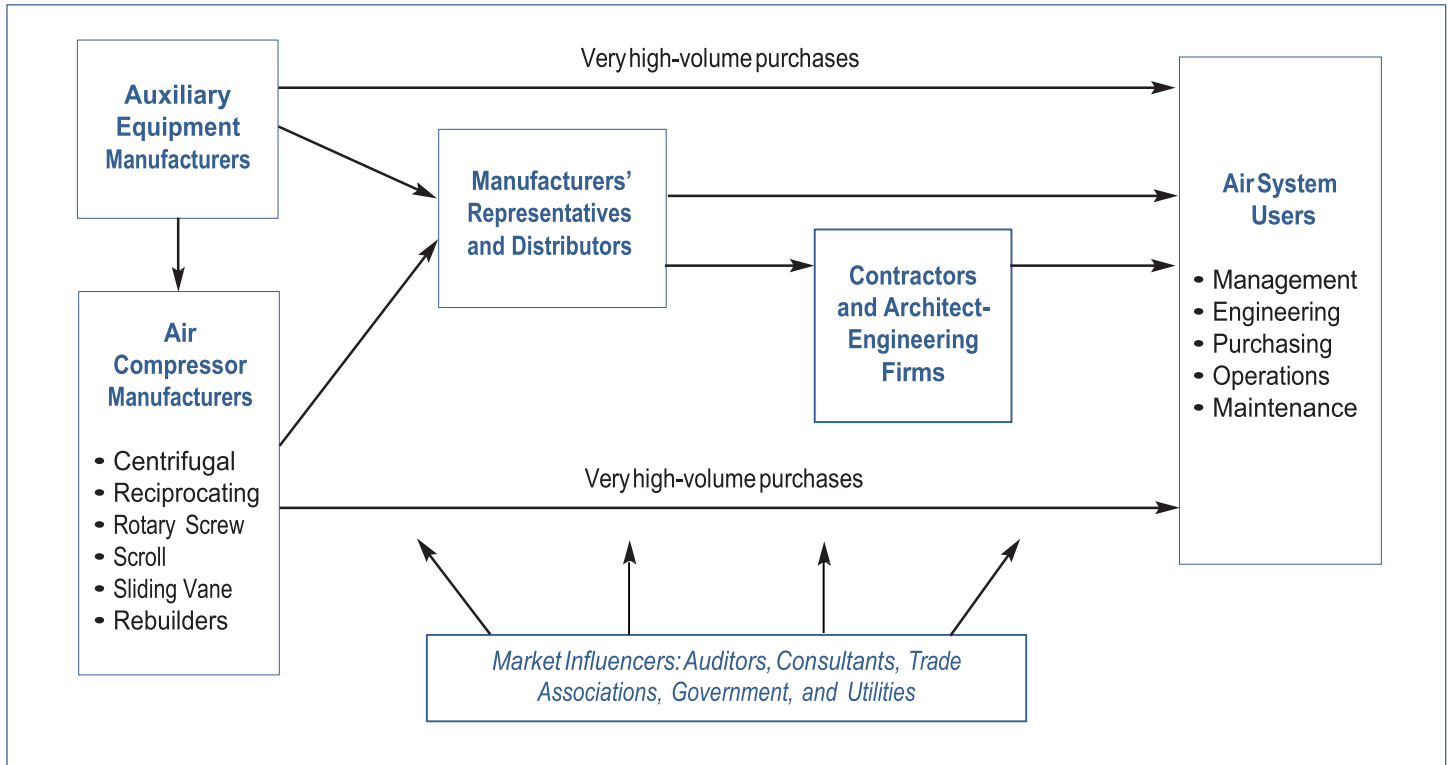 Very high-volume purchases
Auxiliary
Equipment
Manufacturers
Manufacturers’
Representatives
and Distributors
Air System
Users
• Management
• Engineering
• Purchasing
• Operations
• Maintenance
Contractors
and Architect-
Engineering
Firms
Air
Compressor
Manufacturers
• Centrifugal
• Reciprocating
• Rotary Screw
• Scroll
• Sliding Vane
• Rebuilders
Very high-volume purchases
Market Influencers: Auditors, Consultants, Trade
Associations, Government, and Utilities